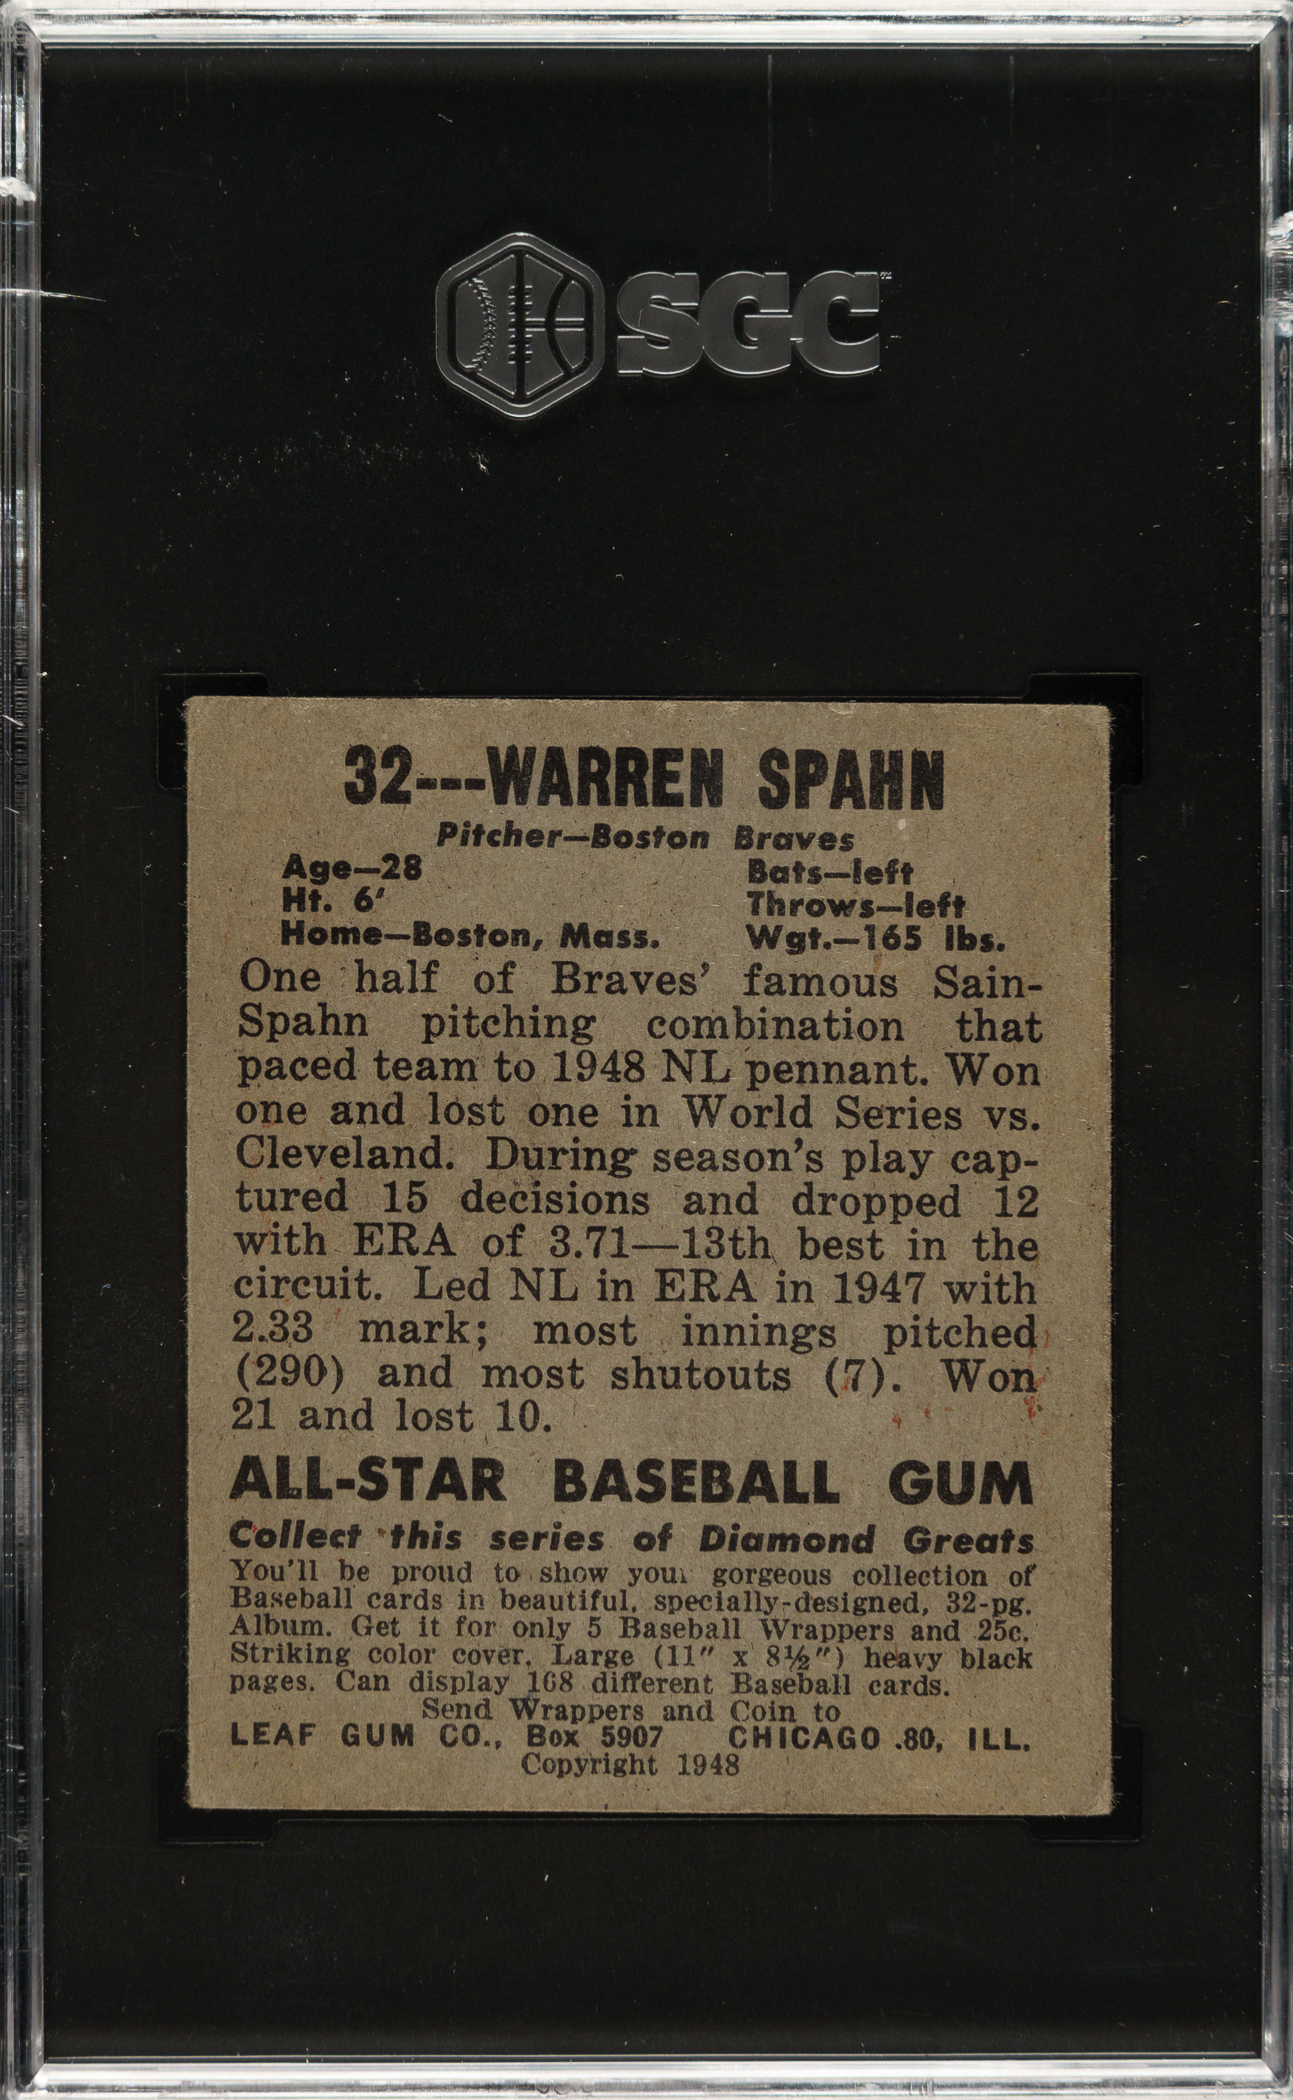 SGC
32---WARREN SPAHN
Pitcher—Boston Braves
Age—28 Bats—left
Ht. 6' Throws—left
Home—Boston, Mass. Wgt.—165 lbs.
One half of Braves' famous Sain-
Spahn pitching combination that
paced team to 1948 NL pennant. Won
one and lost one in World Series vs.
Cleveland. During season's play cap-
tured 15 decisions and dropped 12
with ERA of 3.71—13th best in the
circuit. Led NL in ERA in 1947 with
2.33 mark; most innings pitched
(290) and most shutouts (7). Won
21 and lost 10.
ALL-STAR BASEBALL GUM
Collect this series of Diamond Greats
You'll be proud to show your gorgeous collection of
Baseball cards in beautiful, specially-designed, 32-pg.
Album. Get it for only 5 Baseball Wrappers and 25c.
Striking color cover, Large (11" x 8½") heavy black
pages. Can display 168 different Baseball cards.
Send Wrappers and Coin to
LEAF GUM CO., Box 5907 CHICAGO 80, ILL.
Copyright 1948